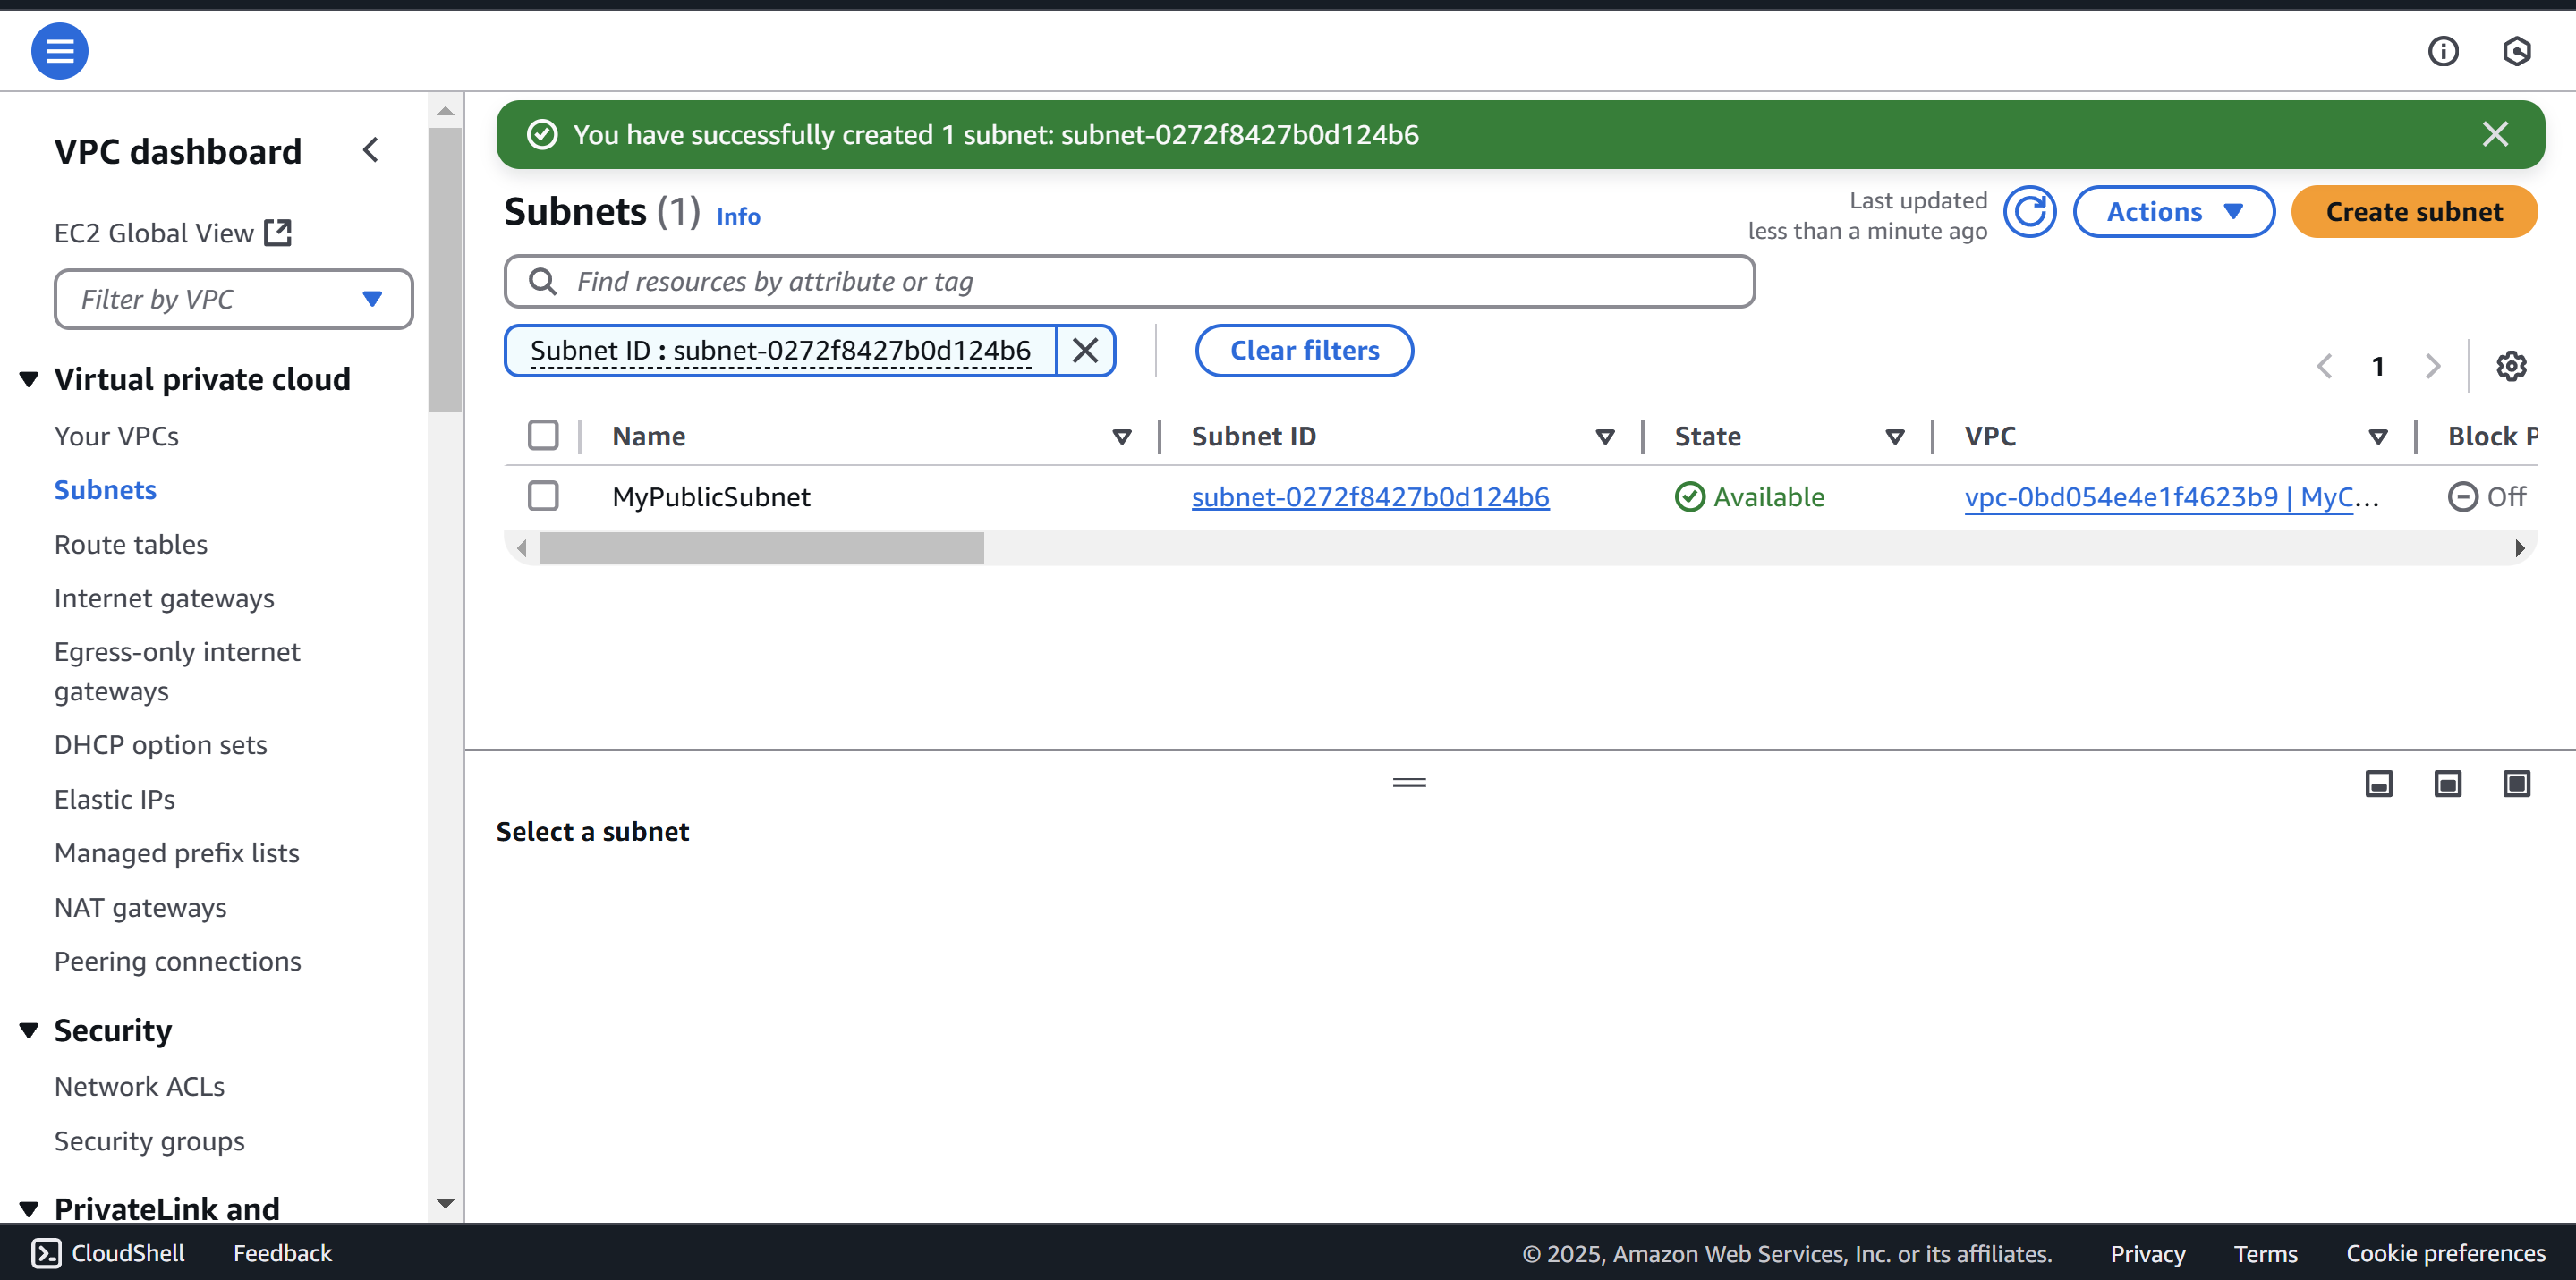 VPC dashboard
EC2 Global View
Filter by VPC
Virtual private cloud
Your VPCs
Subnets
Route tables
Internet gateways
Egress-only internet
gateways
DHCP option sets
Elastic IPs
Managed prefix lists
NAT gateways
Peering connections
Security
Network ACLs
Security groups
PrivateLink and
You have successfully created 1 subnet: subnet-0272f8427b0d124b6
Subnets (1) Info
Last updated
less than a minute ago
Actions
Create subnet
Find resources by attribute or tag
Subnet ID : subnet-0272f8427b0d124b6
Clear filters
1
Name Subnet ID State VPC Block P
MyPublicSubnet subnet-0272f8427b0d124b6 Available vpc-0bd054e4e1f4623b9 | MyC... Off
Select a subnet
CloudShell Feedback © 2025, Amazon Web Services, Inc. or its affiliates. Privacy Terms Cookie preferences